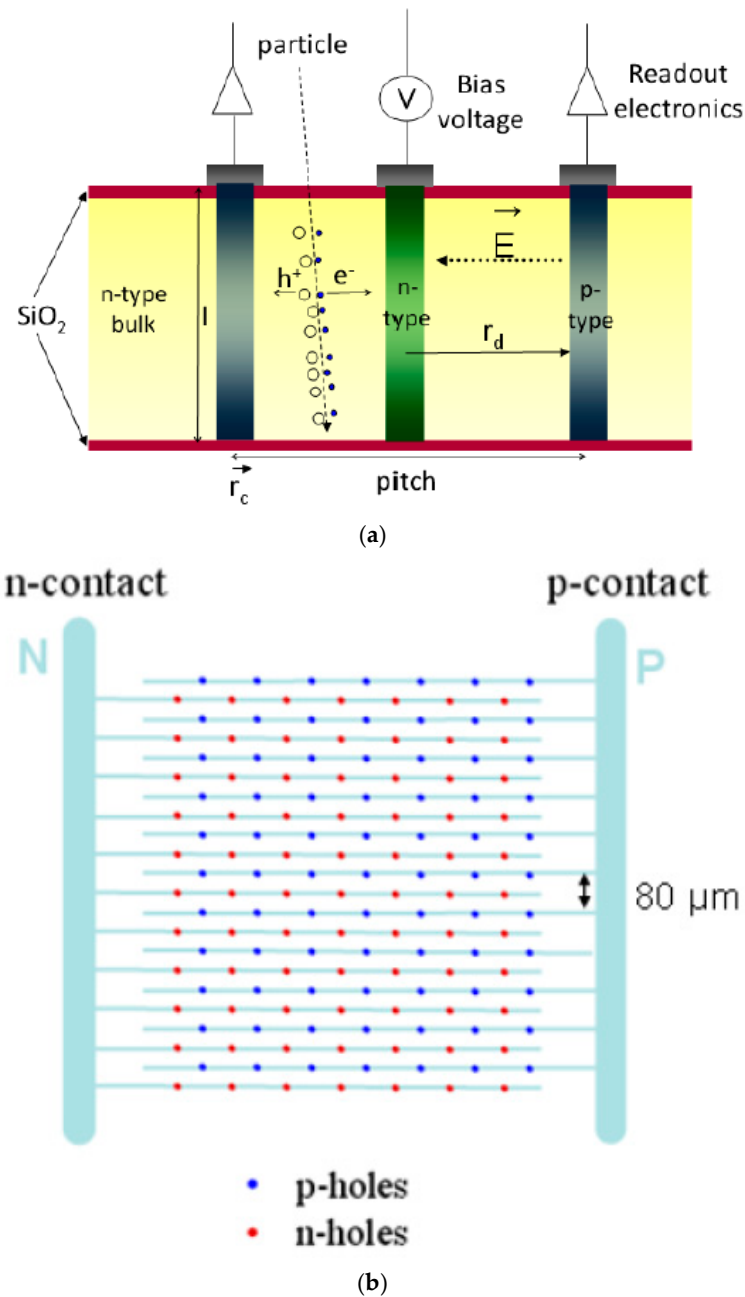 particle
Bias
voltage
V
Readout
electronics
E
SiO2
n-type
bulk
l
h+
e-
n-
type
p-
type
rd
rc
pitch
(a)
n-contact
p-contact
N
P
80 µm
p-holes
n-holes
(b)